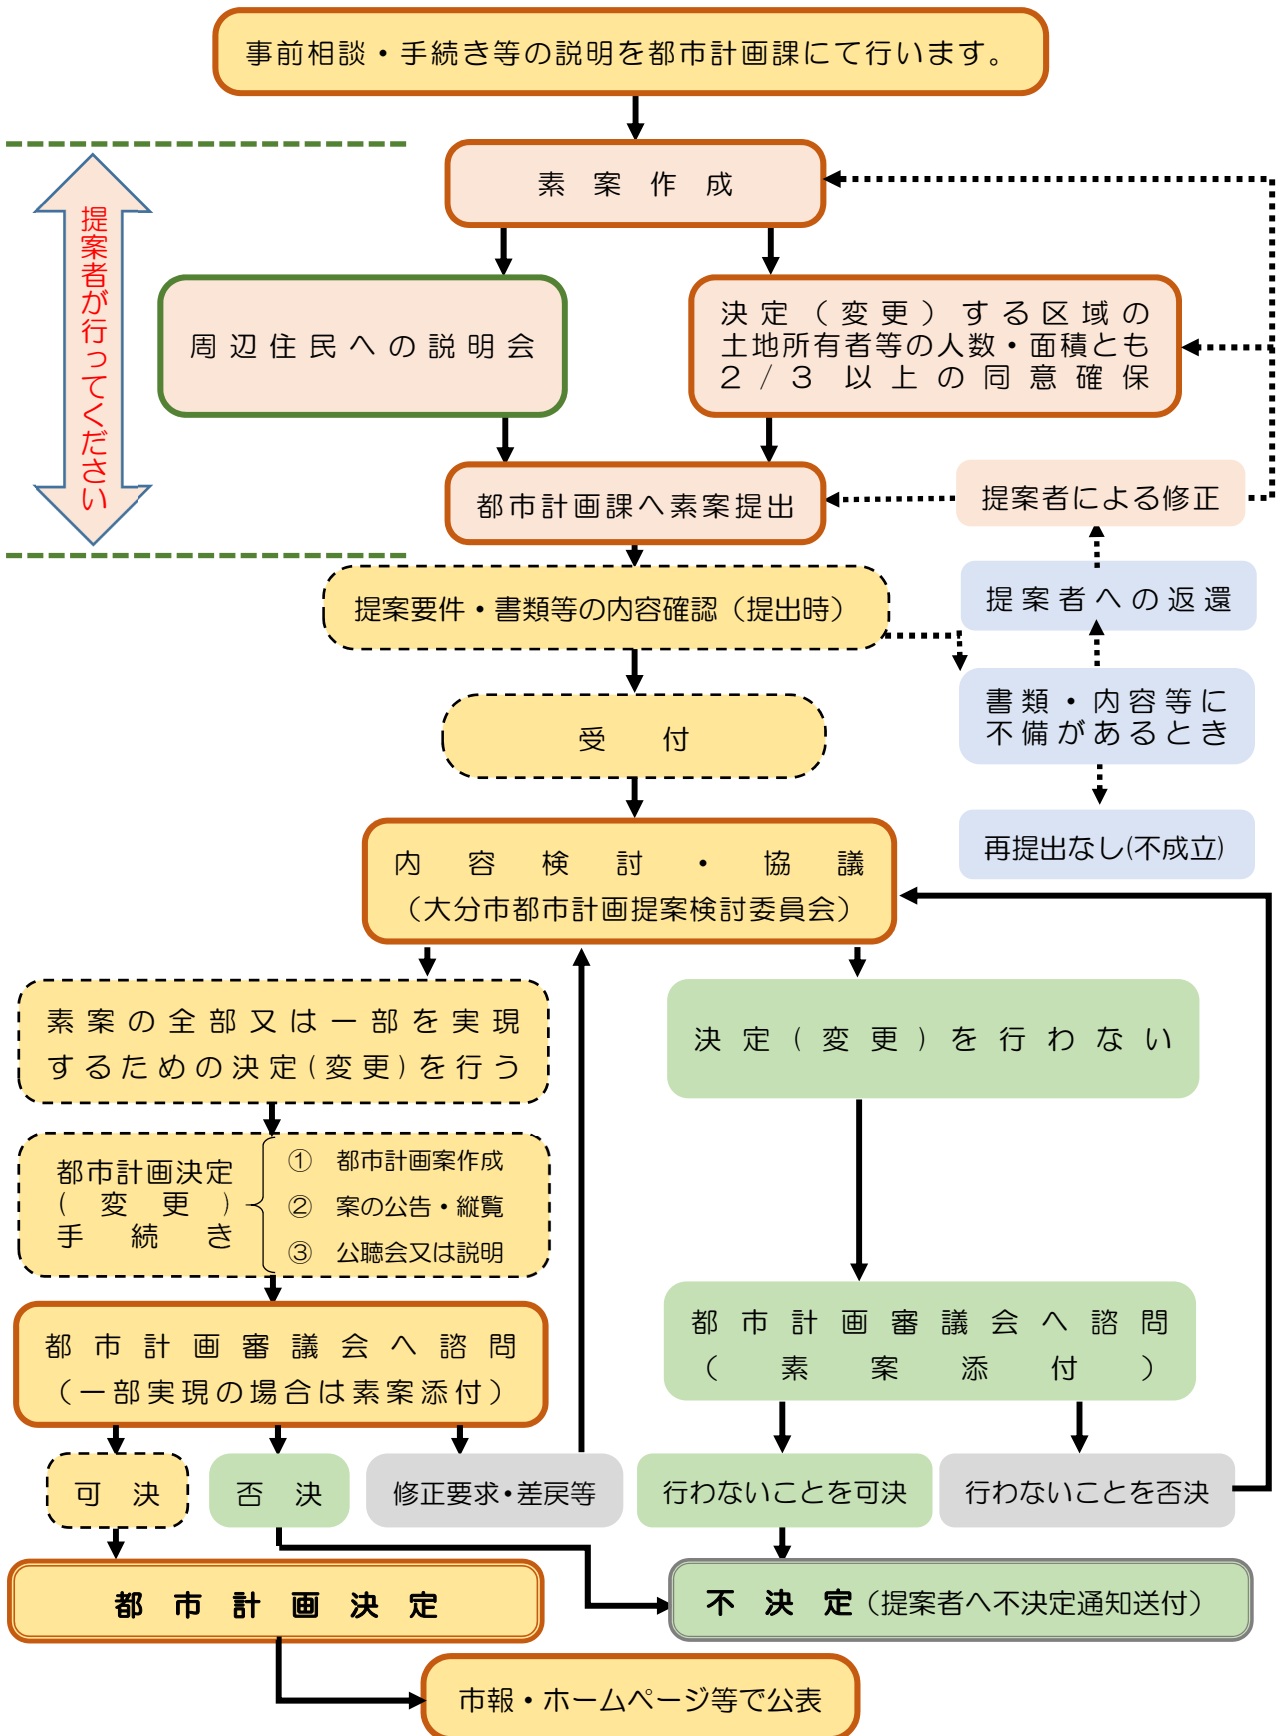 事前相談・手続き等の説明を都市計画課にて行います。
素案作成
提案者が行ってください
周辺住民への説明会
決定（変更）する区域の
土地所有者等の人数・面積とも
２/３以上の同意確保
都市計画課へ素案提出
提案者による修正
提案要件・書類等の内容確認（提出時）
提案者への返還
書類・内容等に
不備があるとき
受付
再提出なし(不成立)
内容検討・協議
（大分市都市計画提案検討委員会）
素案の全部又は一部を実現
するための決定(変更)を行う
決定(変更)を行わない
都市計画決定
(変更)
手続き
① 都市計画案作成
② 案の公告・縦覧
③ 公聴会又は説明
都市計画審議会へ諮問
（一部実現の場合は素案添付）
都市計画審議会へ諮問
（素案添付）
可決
否決
修正要求・差戻等
行わないことを可決
行わないことを否決
都市計画決定
不決定（提案者へ不決定通知送付）
市報・ホームページ等で公表